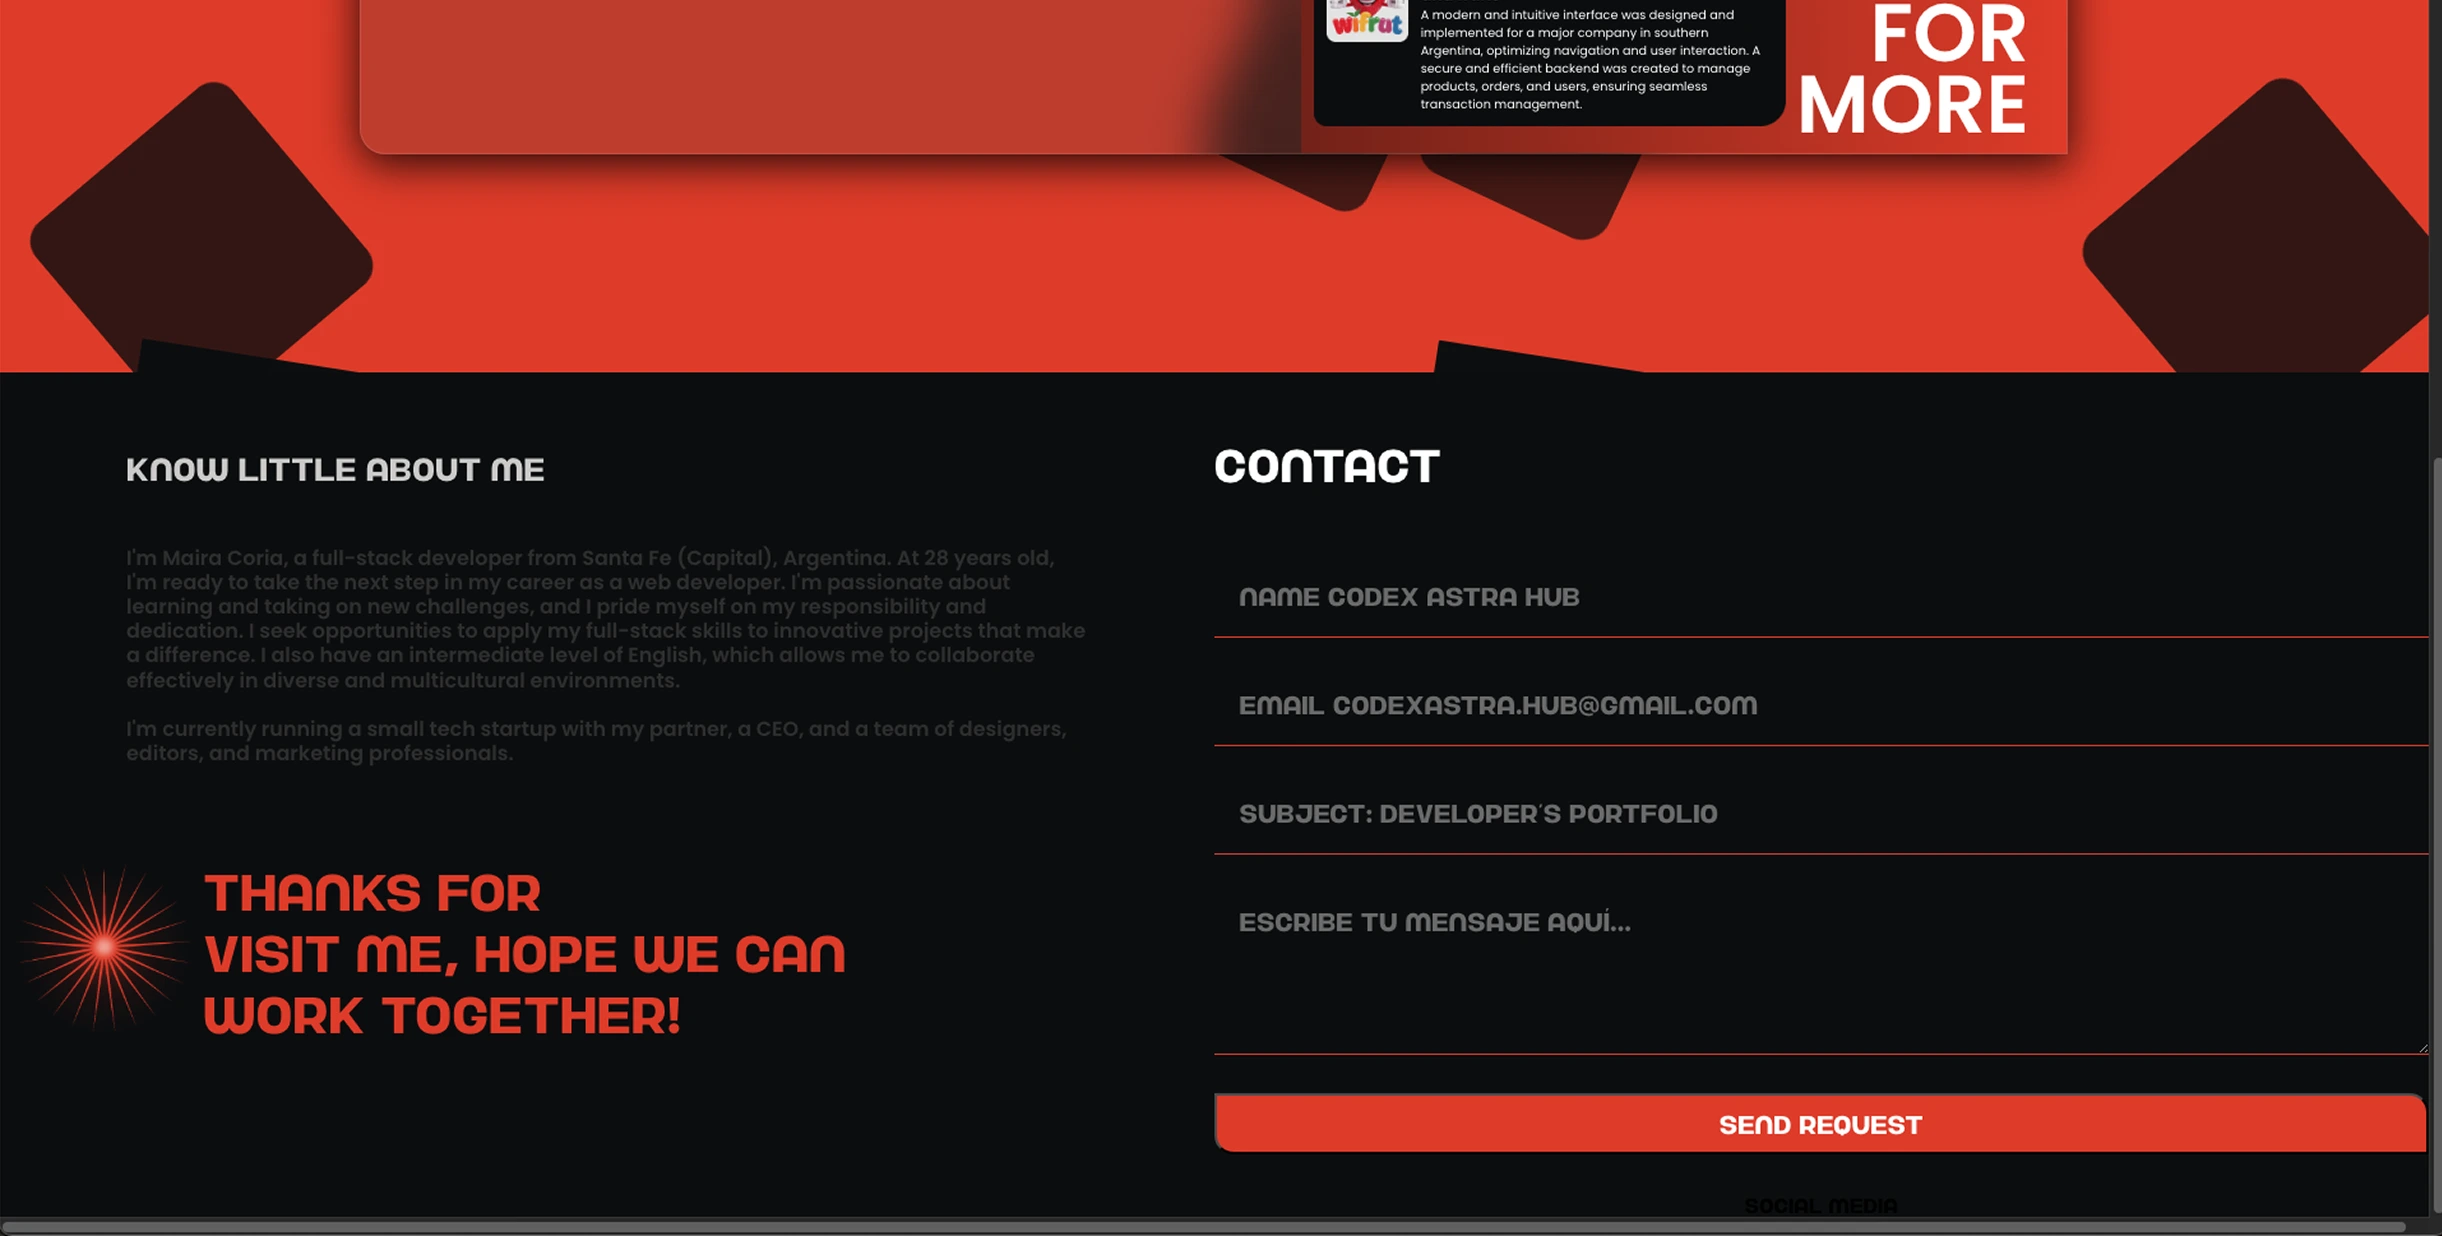 wifrut
A modern and intuitive interface was designed and
implemented for a major company in southern
Argentina, optimizing navigation and user interaction. A
secure and efficient backend was created to manage
products, orders, and users, ensuring seamless
transaction management.
FOR
MORE
KNOW LITTLE ABOUT ME
I'm Maira Coria, a full-stack developer from Santa Fe (Capital), Argentina. At 28 years old,
I'm ready to take the next step in my career as a web developer. I'm passionate about
learning and taking on new challenges, and I pride myself on my responsibility and
dedication. I seek opportunities to apply my full-stack skills to innovative projects that make
a difference. I also have an intermediate level of English, which allows me to collaborate
effectively in diverse and multicultural environments.
I'm currently running a small tech startup with my partner, a CEO, and a team of designers,
editors, and marketing professionals.
THANKS FOR
VISIT ME, HOPE WE CAN
WORK TOGETHER!
CONTACT
NAME CODEX ASTRA HUB
EMAIL CODEXASTRA.HUB@GMAIL.COM
SUBJECT: DEVELOPER'S PORTFOLIO
ESCRIBE TU MENSAJE AQUÍ...
SEND REQUEST
SOCIAL MEDIA